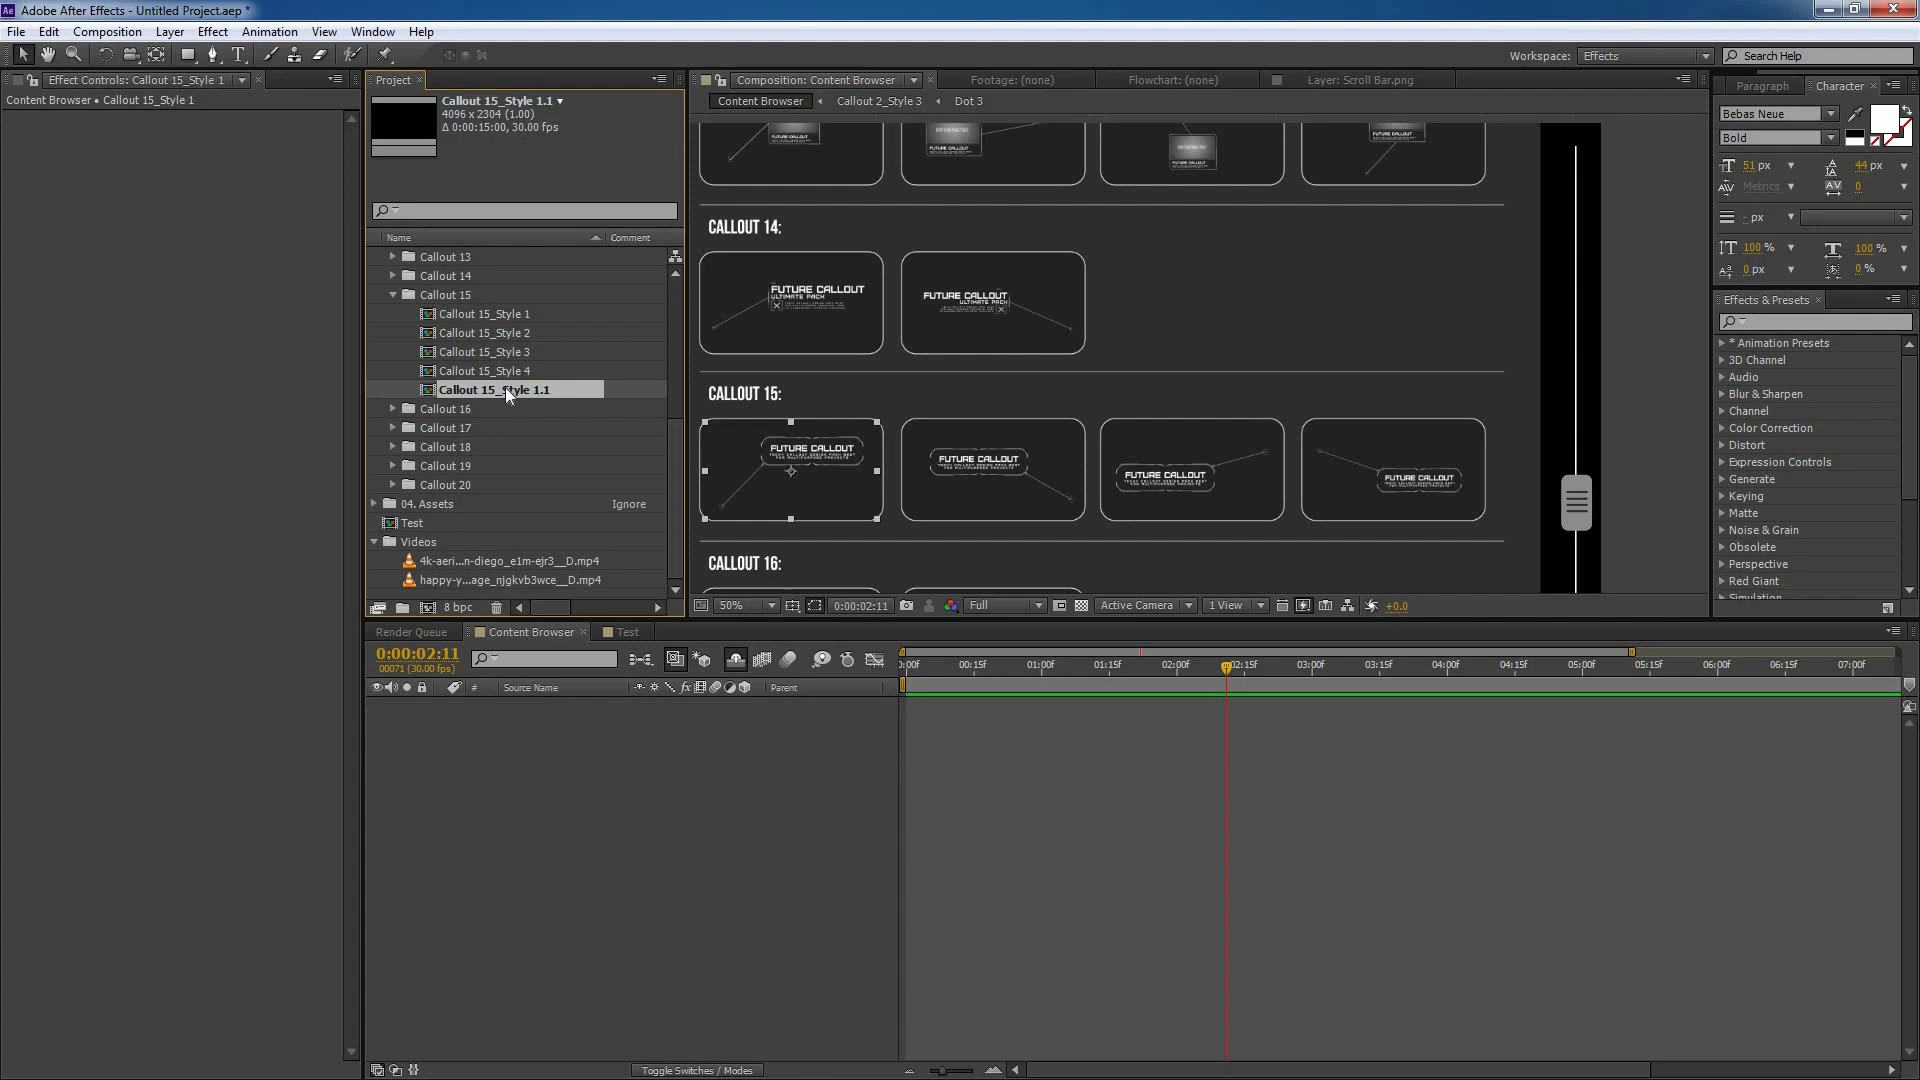 Adobe After Effects - Untitled Project.aep *
File Edit Composition Layer Effect Animation View Window Help
Workspace: Effects
Search Help
Effect Controls: Callout 15_Style 1
Content Browser • Callout 15_Style 1
Project
Callout 15_Style 1.1
4096 x 2304 (1.00)
Δ 0:00:15:00, 30.00 fps
Name Comment
Callout 13
Callout 14
Callout 15
Callout 15_Style 1
Callout 15_Style 2
Callout 15_Style 3
Callout 15_Style 4
Callout 15_Style 1.1
Callout 16
Callout 17
Callout 18
Callout 19
Callout 20
04. Assets Ignore
Test
Videos
4k-aeri...n-diego_e1m-ejr3__D.mp4
happy-y...age_njgkvb3wce__D.mp4
8 bpc
Composition: Content Browser
Footage: (none)
Flowchart: (none)
Layer: Scroll Bar.png
Content Browser Callout 2_Style 3 Dot 3
FUTURE CALLOUT
FUTURE CALLOUT
FUTURE CALLOUT
FUTURE CALLOUT
CALLOUT 14:
FUTURE CALLOUT
ULTIMATE PACK
FUTURE CALLOUT
ULTIMATE PACK
CALLOUT 15:
FUTURE CALLOUT
FUTURE CALLOUT
FUTURE CALLOUT
FUTURE CALLOUT
CALLOUT 16:
50% 0:00:02:11 Full Active Camera 1 View +0.0
Paragraph Character
Bebas Neue
Bold
51 px 44 px
Metrics 0
- px
100 % 100 %
0 px 0 %
Effects & Presets
* Animation Presets
3D Channel
Audio
Blur & Sharpen
Channel
Color Correction
Distort
Expression Controls
Generate
Keying
Matte
Noise & Grain
Obsolete
Perspective
Red Giant
Simulation
Render Queue Content Browser Test
0:00:02:11
00071 (30.00 fps)
# Source Name Parent
0:00f 00:15f 01:00f 01:15f 02:00f 02:15f 03:00f 03:15f 04:00f 04:15f 05:00f 05:15f 06:00f 06:15f 07:00f
Toggle Switches / Modes